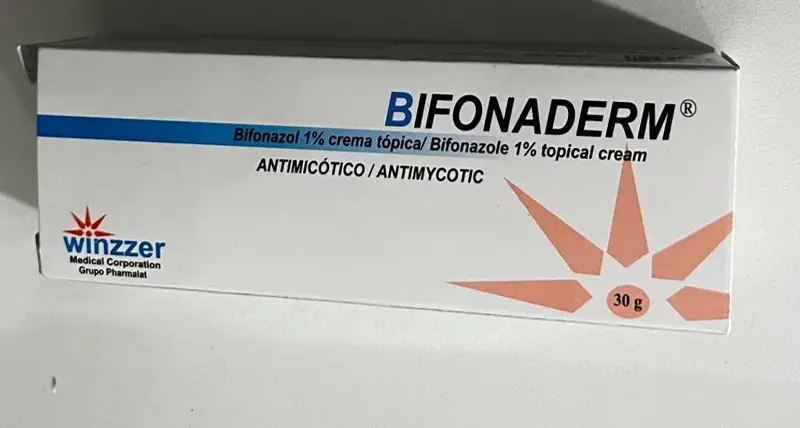 BIFONADERM®
Bifonazol 1% crema tópica/ Bifonazole 1% topical cream
ANTIMICÓTICO / ANTIMYCOTIC
winzzer
Medical Corporation
Grupo Pharmalat
30 g